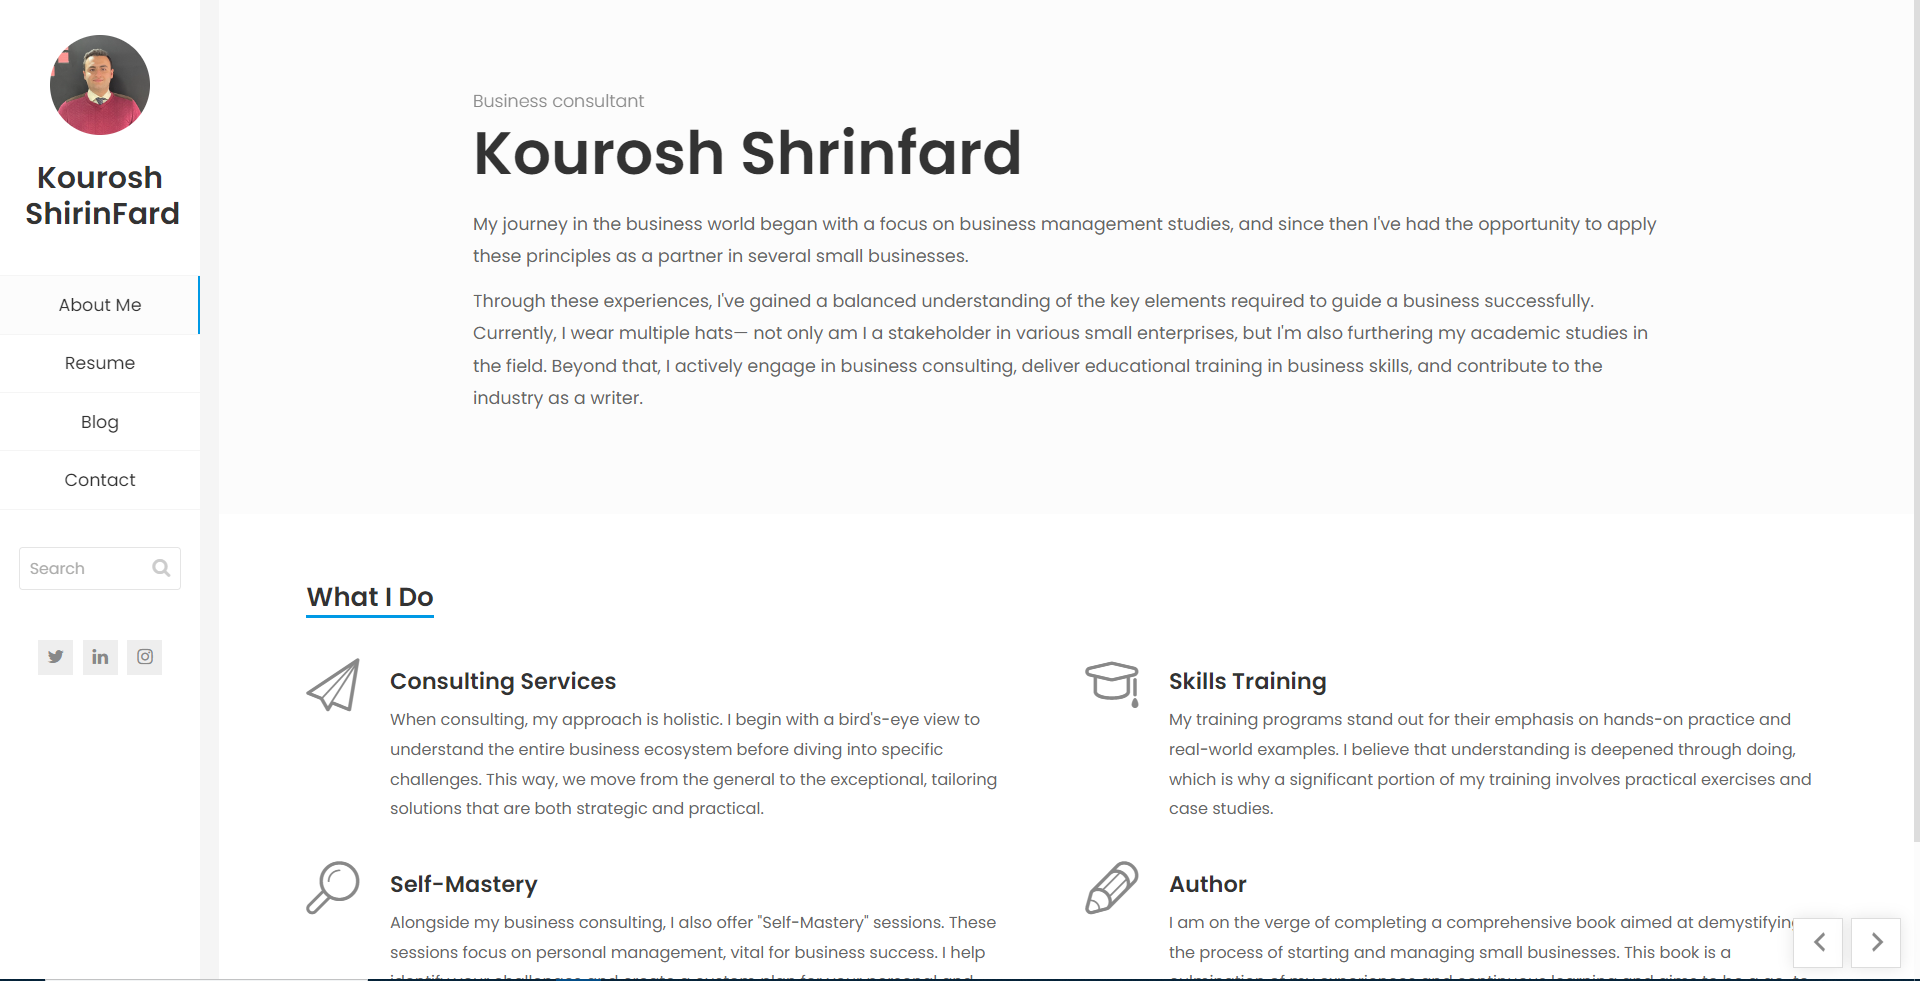 Kourosh
ShirinFard
About Me
Resume
Blog
Contact
Search
Business consultant
Kourosh Shrinfard
My journey in the business world began with a focus on business management studies, and since then I've had the opportunity to apply
these principles as a partner in several small businesses.
Through these experiences, I've gained a balanced understanding of the key elements required to guide a business successfully.
Currently, I wear multiple hats— not only am I a stakeholder in various small enterprises, but I'm also furthering my academic studies in
the field. Beyond that, I actively engage in business consulting, deliver educational training in business skills, and contribute to the
industry as a writer.
What I Do
Consulting Services
When consulting, my approach is holistic. I begin with a bird's-eye view to
understand the entire business ecosystem before diving into specific
challenges. This way, we move from the general to the exceptional, tailoring
solutions that are both strategic and practical.
Skills Training
My training programs stand out for their emphasis on hands-on practice and
real-world examples. I believe that understanding is deepened through doing,
which is why a significant portion of my training involves practical exercises and
case studies.
Self-Mastery
Alongside my business consulting, I also offer "Self-Mastery" sessions. These
sessions focus on personal management, vital for business success. I help
Author
I am on the verge of completing a comprehensive book aimed at demystifying
the process of starting and managing small businesses. This book is a